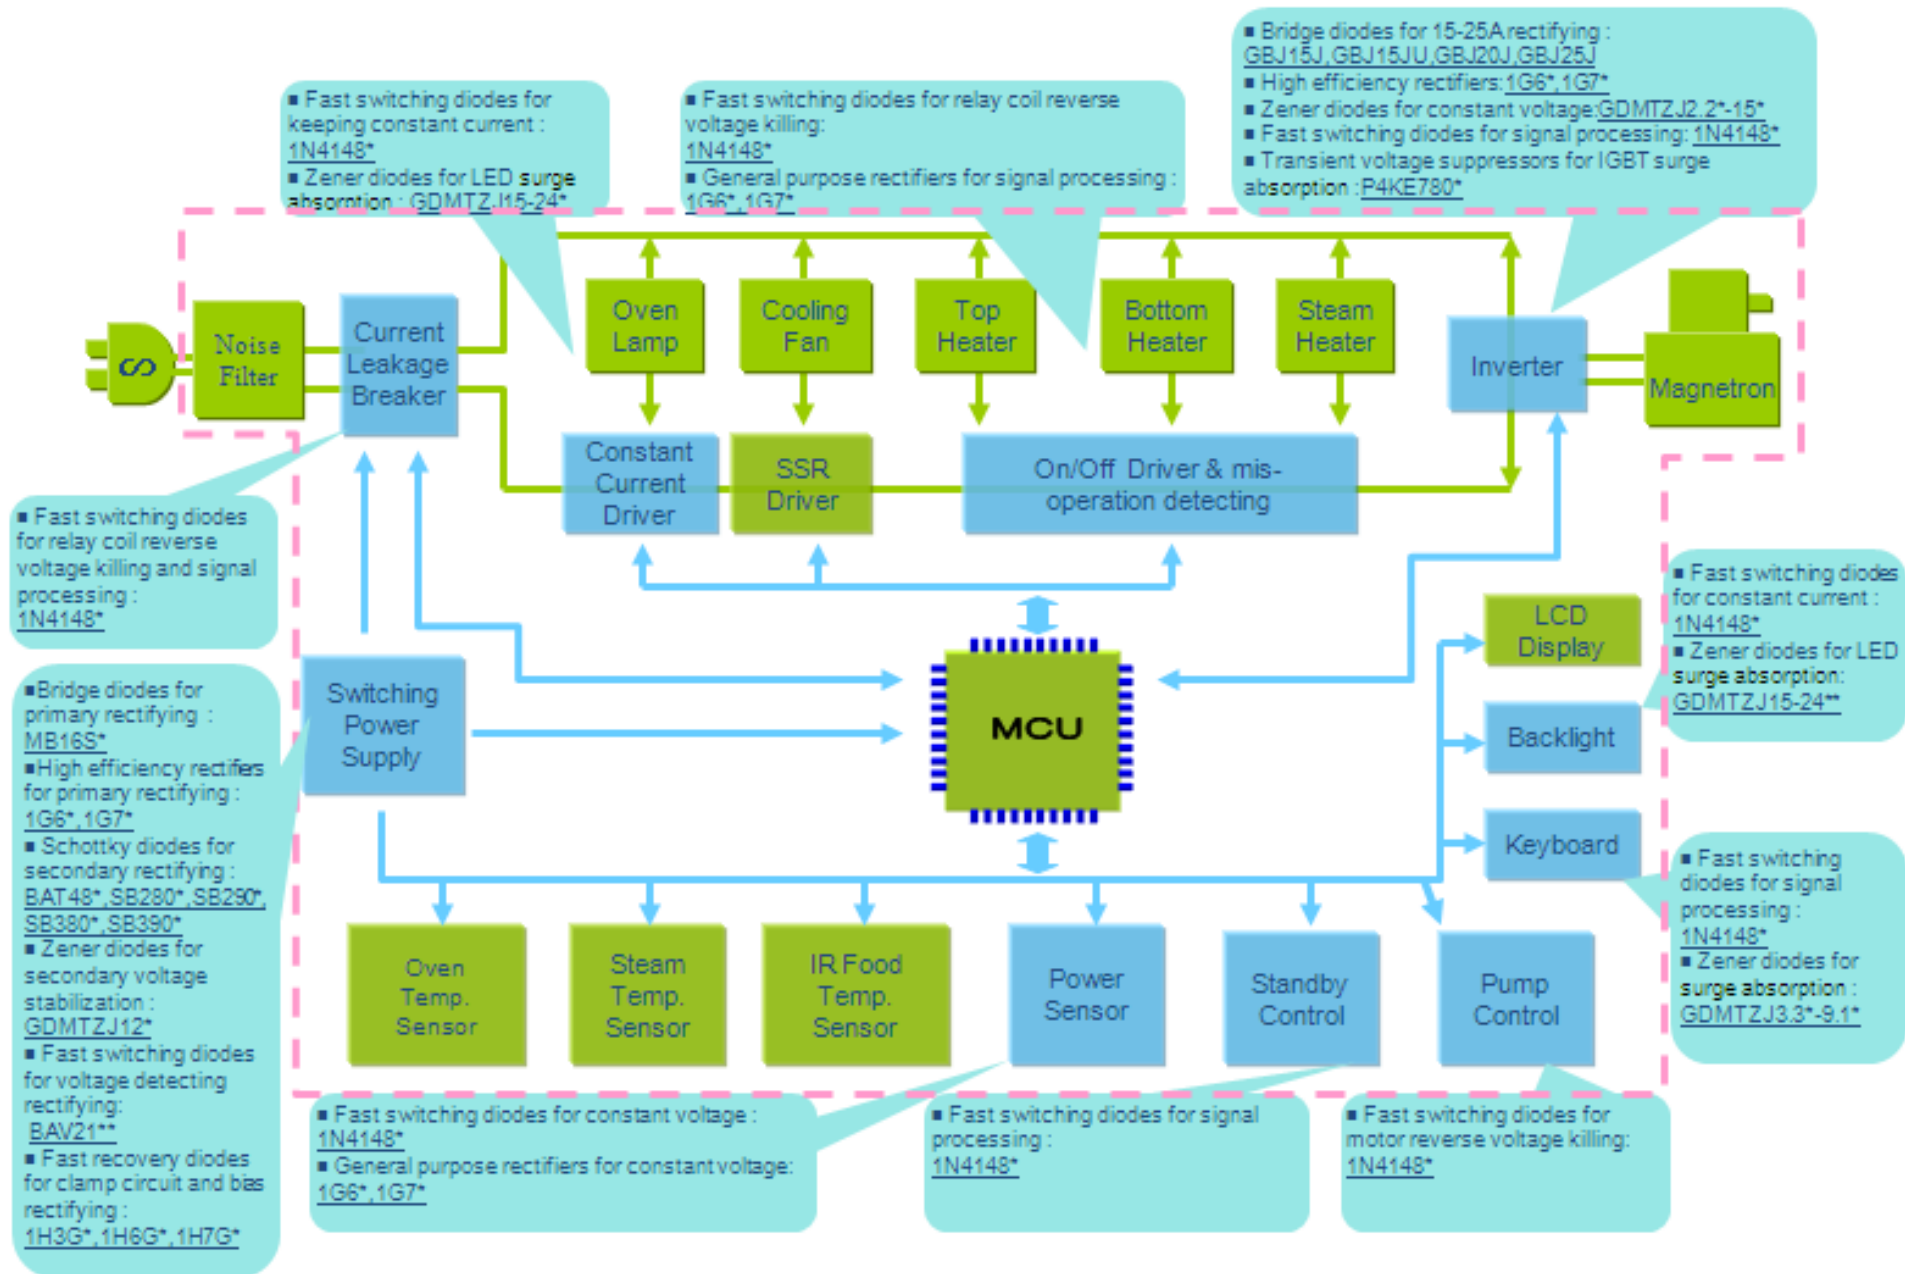 ■ Bridge diodes for 15-25A rectifying :
GBJ15J,GBJ15JU,GBJ20J,GBJ25J
■ High efficiency rectifiers:1G6*,1G7*
■ Zener diodes for constant voltage:GDMTZJ2.2*-15*
■ Fast switching diodes for signal processing: 1N4148*
■ Transient voltage suppressors for IGBT surge
absorption :P4KE780*
■ Fast switching diodes for
keeping constant current :
1N4148*
■ Zener diodes for LED surge
absorption : GDMTZJ15-24*
■ Fast switching diodes for relay coil reverse
voltage killing:
1N4148*
■ General purpose rectifiers for signal processing :
1G6*,1G7*
Noise
Filter
Current
Leakage
Breaker
Oven
Lamp
Cooling
Fan
Top
Heater
Bottom
Heater
Steam
Heater
Inverter
Magnetron
Constant
Current
Driver
SSR
Driver
On/Off Driver & mis-
operation detecting
■ Fast switching diodes
for relay coil reverse
voltage killing and signal
processing :
1N4148*
■ Fast switching diodes
for constant current :
1N4148*
■ Zener diodes for LED
surge absorption:
GDMTZJ15-24**
LCD
Display
Switching
Power
Supply
MCU
Backlight
Keyboard
■Bridge diodes for
primary rectifying :
MB16S*
■High efficiency rectifiers
for primary rectifying :
1G6*,1G7*
■ Schottky diodes for
secondary rectifying :
BAT48*,SB280*,SB290*,
SB380*,SB390*
■ Zener diodes for
secondary voltage
stabilization :
GDMTZJ12*
■ Fast switching diodes
for voltage detecting
rectifying:
BAV21**
■ Fast recovery diodes
for clamp circuit and bias
rectifying :
1H3G*,1H6G*,1H7G*
■ Fast switching
diodes for signal
processing :
1N4148*
■ Zener diodes for
surge absorption :
GDMTZJ3.3*-9.1*
Oven
Temp.
Sensor
Steam
Temp.
Sensor
IR Food
Temp.
Sensor
Power
Sensor
Standby
Control
Pump
Control
■ Fast switching diodes for constant voltage :
1N4148*
■ General purpose rectifiers for constant voltage:
1G6*,1G7*
■ Fast switching diodes for signal
processing :
1N4148*
■ Fast switching diodes for
motor reverse voltage killing:
1N4148*